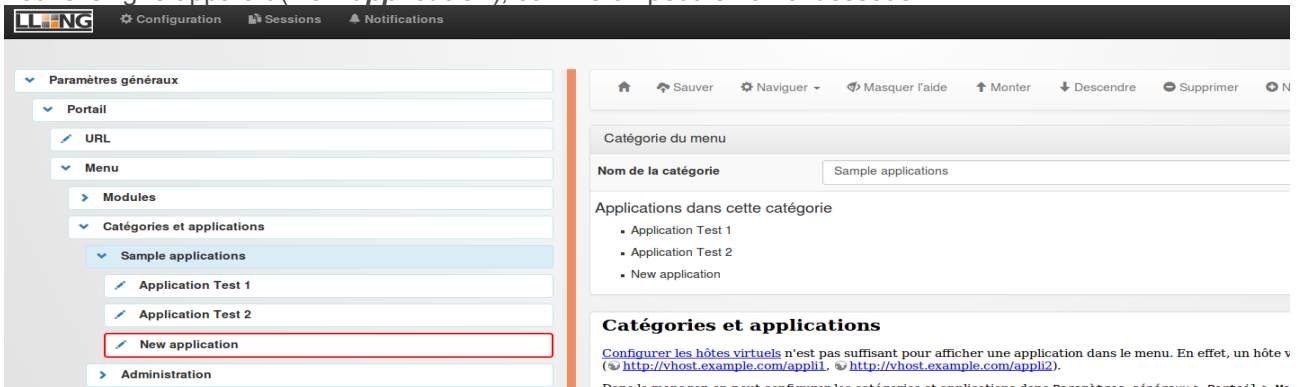 LL NG Configuration Sessions Notifications
Paramètres généraux
Portail
URL
Menu
Modules
Catégories et applications
Sample applications
Application Test 1
Application Test 2
New application
Administration
Sauver Naviguer Masquer l'aide Monter Descendre Supprimer N
Catégorie du menu
Nom de la catégorie Sample applications
Applications dans cette catégorie
Application Test 1
Application Test 2
New application
Catégories et applications
Configurer les hôtes virtuels n'est pas suffisant pour afficher une application dans le menu. En effet, un hôte v
(http://vhost.example.com/appli1, http://vhost.example.com/appli2).